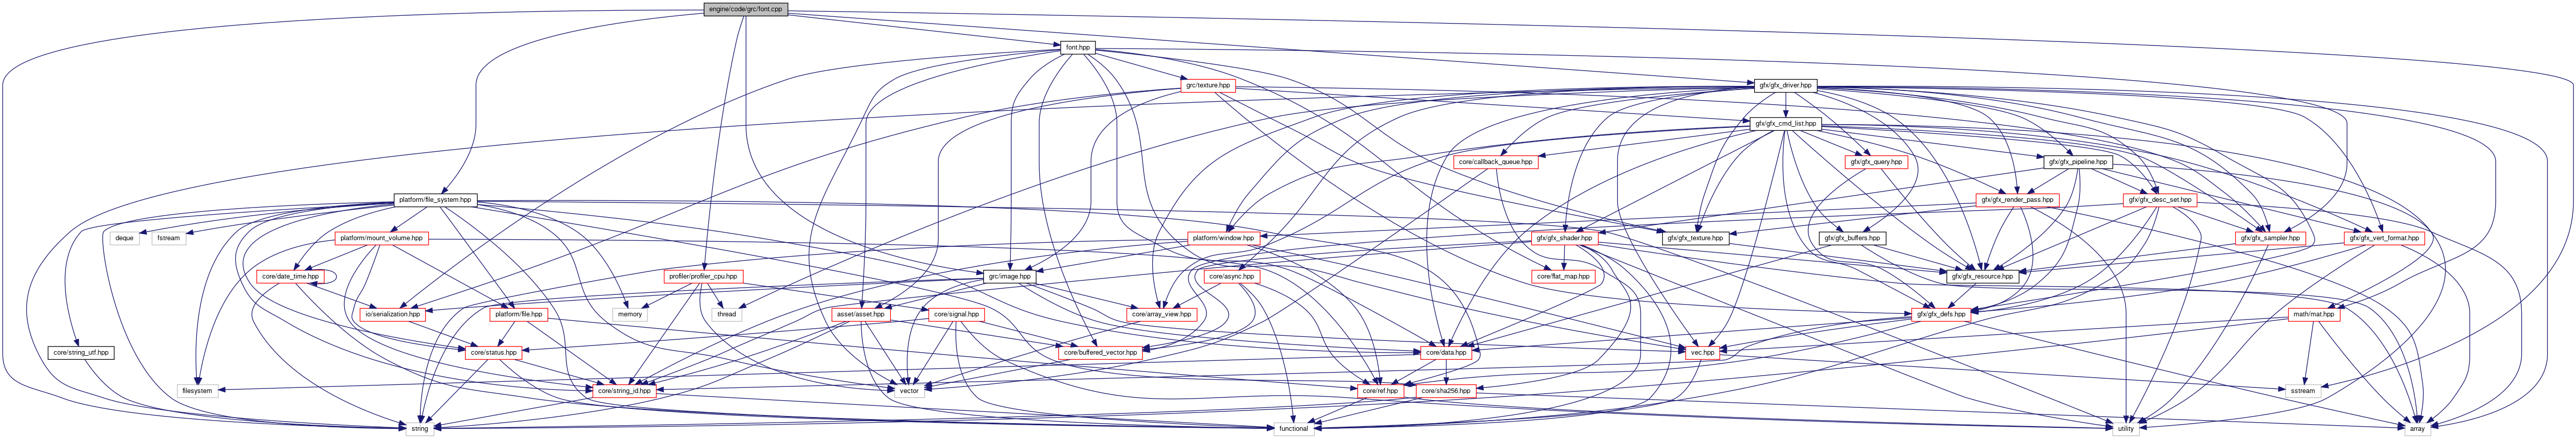 engine/code/grc/font.cpp
font.hpp
grc/texture.hpp
gfx/gfx_driver.hpp
gfx/gfx_cmd_list.hpp
core/callback_queue.hpp
gfx/gfx_query.hpp
gfx/gfx_pipeline.hpp
platform/file_system.hpp
gfx/gfx_render_pass.hpp
gfx/gfx_desc_set.hpp
deque
fstream
platform/mount_volume.hpp
platform/window.hpp
gfx/gfx_shader.hpp
gfx/gfx_texture.hpp
gfx/gfx_buffers.hpp
gfx/gfx_sampler.hpp
gfx/gfx_vert_format.hpp
core/date_time.hpp
profiler/profiler_cpu.hpp
grc/image.hpp
core/async.hpp
core/flat_map.hpp
gfx/gfx_resource.hpp
io/serialization.hpp
platform/file.hpp
memory
thread
asset/asset.hpp
core/signal.hpp
core/array_view.hpp
gfx/gfx_defs.hpp
math/mat.hpp
core/string_utf.hpp
core/status.hpp
core/buffered_vector.hpp
core/data.hpp
vec.hpp
filesystem
core/string_id.hpp
vector
core/ref.hpp
core/sha256.hpp
sstream
string
functional
utility
array